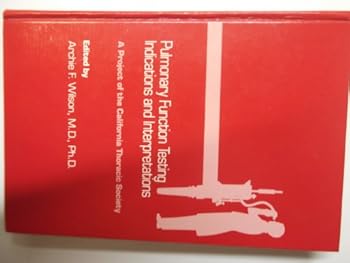 Pulmonary Function Testing
Indications and Interpretations
A Project of the California Thoracic Society
Edited by
Archie F. Wilson, M.D., Ph.D.